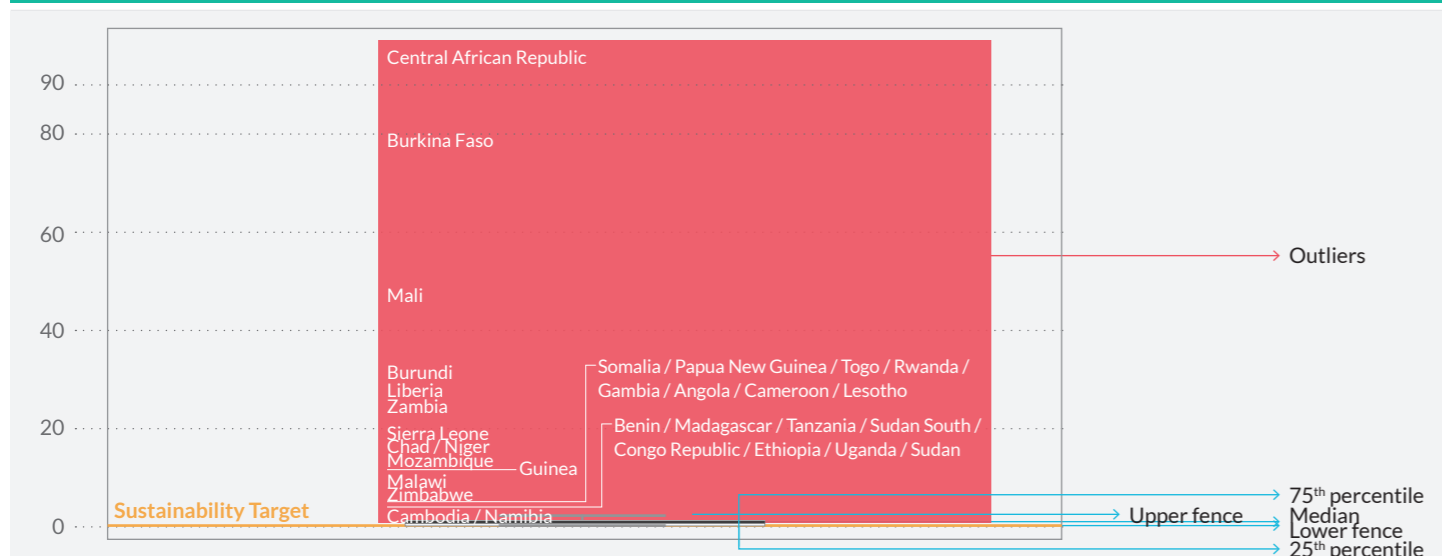 Central African Republic
90
80
Burkina Faso
60
Outliers
Mali
40
Burundi
Liberia
Zambia
Somalia / Papua New Guinea / Togo / Rwanda /
Gambia / Angola / Cameroon / Lesotho
20
Sierra Leone
Chad / Niger
Mozambique
Guinea
Benin / Madagascar / Tanzania / Sudan South /
Congo Republic / Ethiopia / Uganda / Sudan
Malawi
Zimbabwe
75th percentile
Sustainability Target
Cambodia / Namibia
Upper fence
Median
0
Lower fence
25th percentile